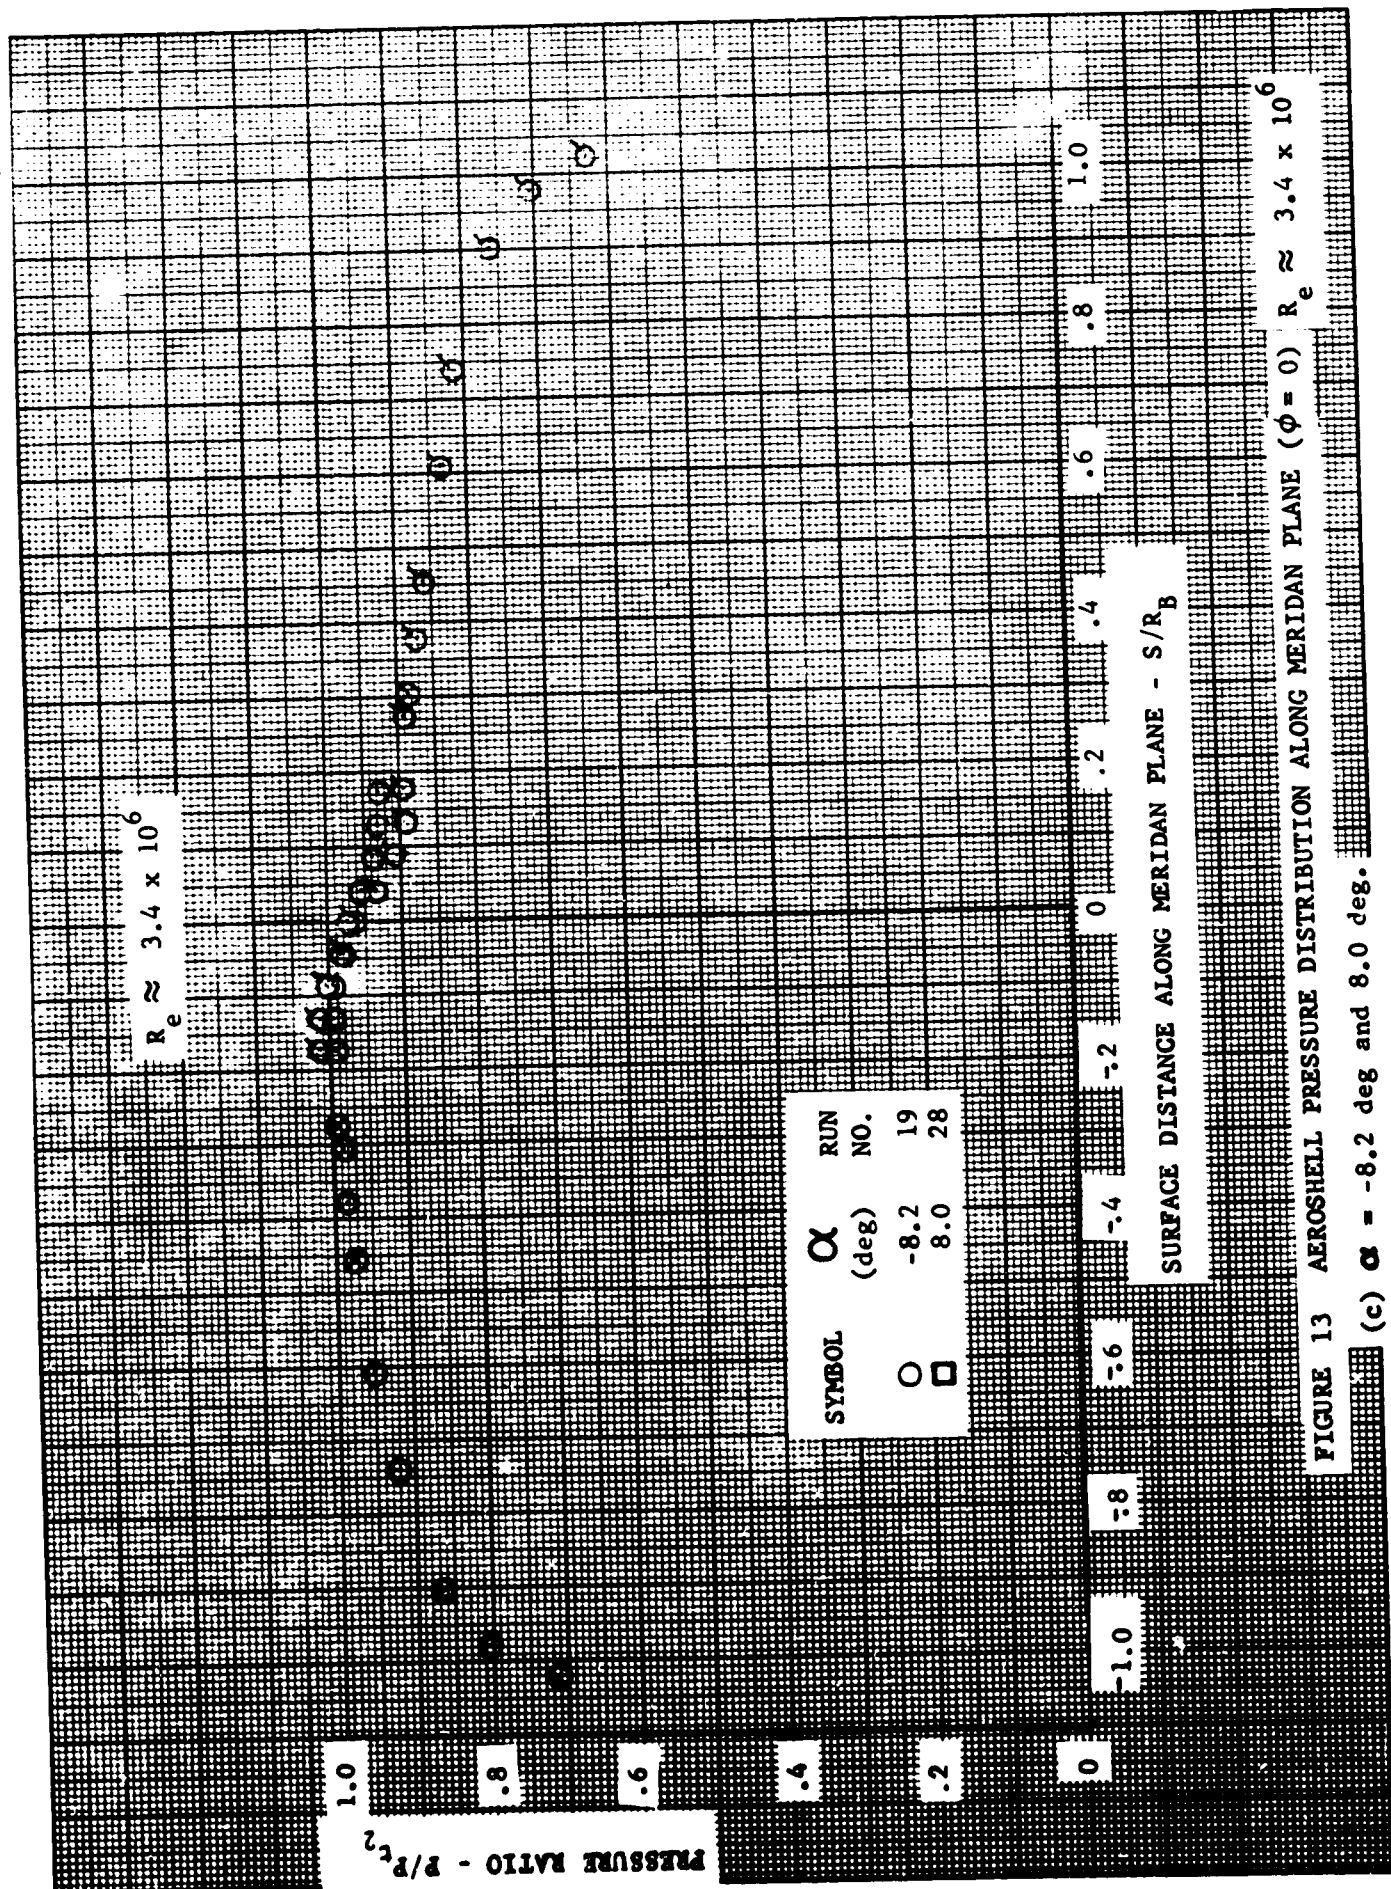 R_e ≈ 3.4 x 10^6
PRESSURE RATIO - P/P_t_2
1.0
.8
.6
.4
.2
0
SYMBOL α RUN
(deg) NO.
○ -8.2 19
□ 8.0 28
-1.0 -.8 -.6 -.4 -.2 0 .2 .4 .6 .8 1.0
SURFACE DISTANCE ALONG MERIDAN PLANE - S/R_B
FIGURE 13 AEROSHELL PRESSURE DISTRIBUTION ALONG MERIDAN PLANE (ϕ = 0) R_e ≈ 3.4 x 10^6
(c) α = -8.2 deg and 8.0 deg.